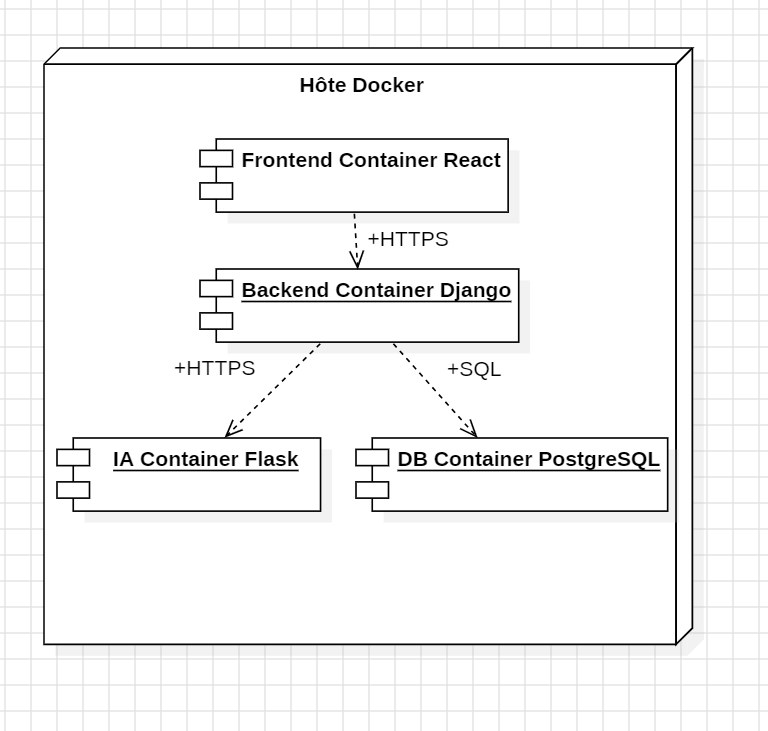 Hôte Docker
Frontend Container React
+HTTPS
Backend Container Django
+HTTPS
+SQL
IA Container Flask
DB Container PostgreSQL